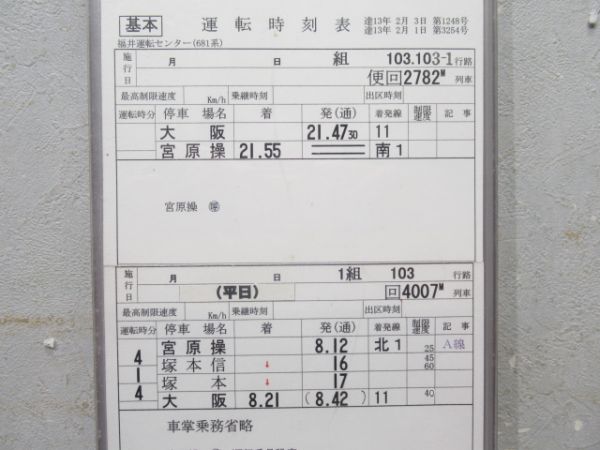 基本 運転時刻表 達13年 2月 3日 第1248号
達13年 2月 1日 第3254号
福井運転センター(681系)
施行日 月 日 組 103.103-1 行路
便回2782M 列車
最高制限速度 Km/h 乗継時刻 出区時刻
運転時分 停車場名 着 発(通) 着発線 制限速度 記事
大阪 21.47 30 11
宮原操 21.55 南1
宮原操
施行日 月 日 1組 103 行路
(平日) 回4007M 列車
最高制限速度 Km/h 乗継時刻 出区時刻
運転時分 停車場名 着 発(通) 着発線 制限速度 記事
宮原操 8.12 北1 25 A線
4 塚本信 ↓ 16 45 60
1 塚本 ↓ 17
4 大阪 8.21 (8.42) 11 40
車掌乗務省略